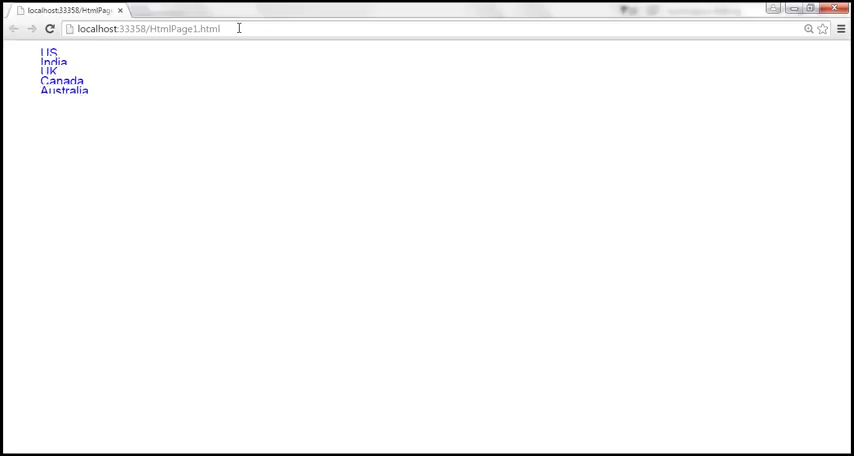 localhost:33358/HtmlPag
localhost:33358/HtmlPage1.html
US
India
UK
Canada
Australia